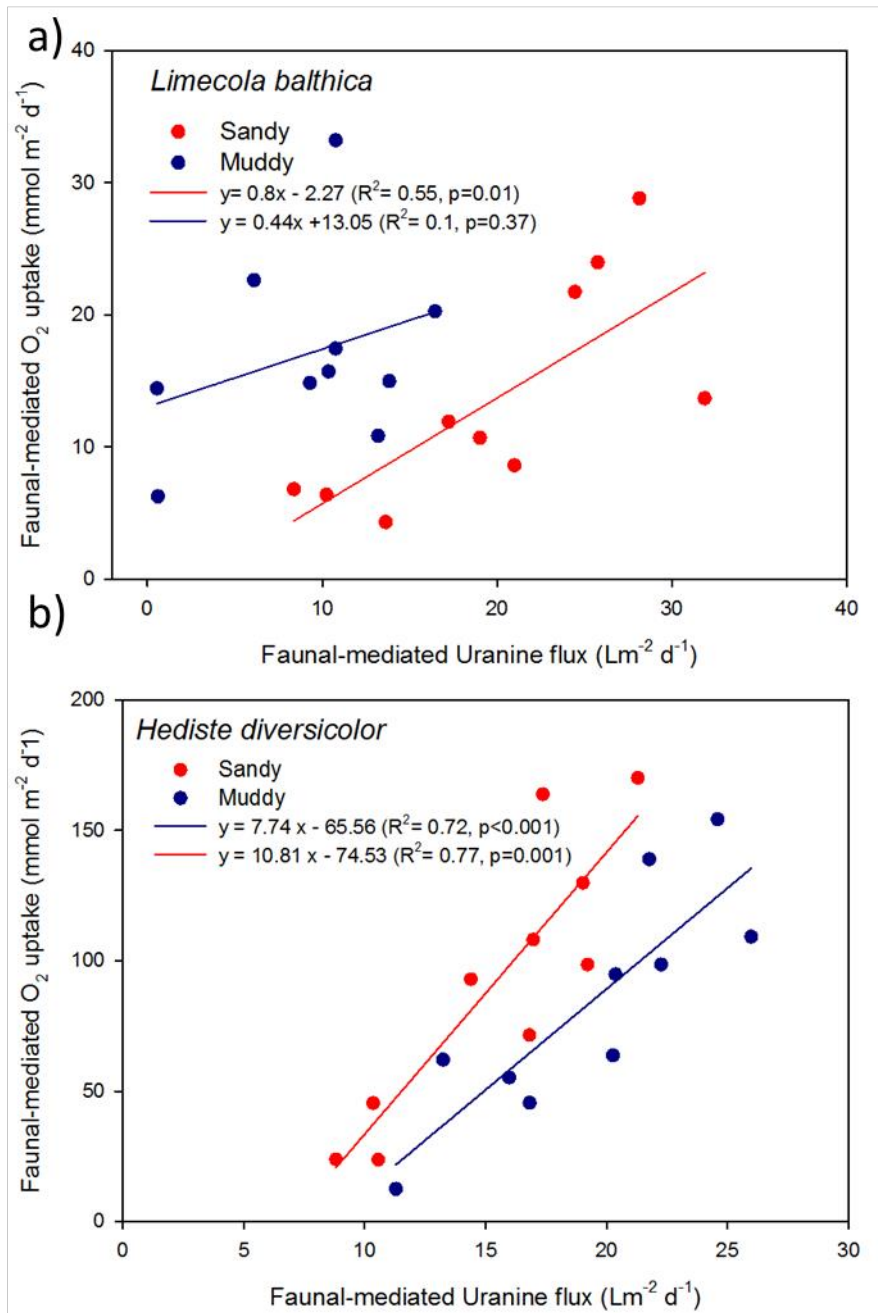 a)
Limecola balthica
Sandy
Muddy
y= 0.8x - 2.27 (R²= 0.55, p=0.01)
y = 0.44x +13.05 (R²= 0.1, p=0.37)
Faunal-mediated O₂ uptake (mmol m⁻² d⁻¹)
40
30
20
10
0
0 10 20 30 40
Faunal-mediated Uranine flux (Lm⁻² d⁻¹)
b)
Hediste diversicolor
Sandy
Muddy
y = 7.74 x - 65.56 (R²= 0.72, p<0.001)
y = 10.81 x - 74.53 (R²= 0.77, p=0.001)
Faunal-mediated O₂ uptake (mmol m⁻² d⁻¹)
200
150
100
50
0
0 5 10 15 20 25 30
Faunal-mediated Uranine flux (Lm⁻² d⁻¹)